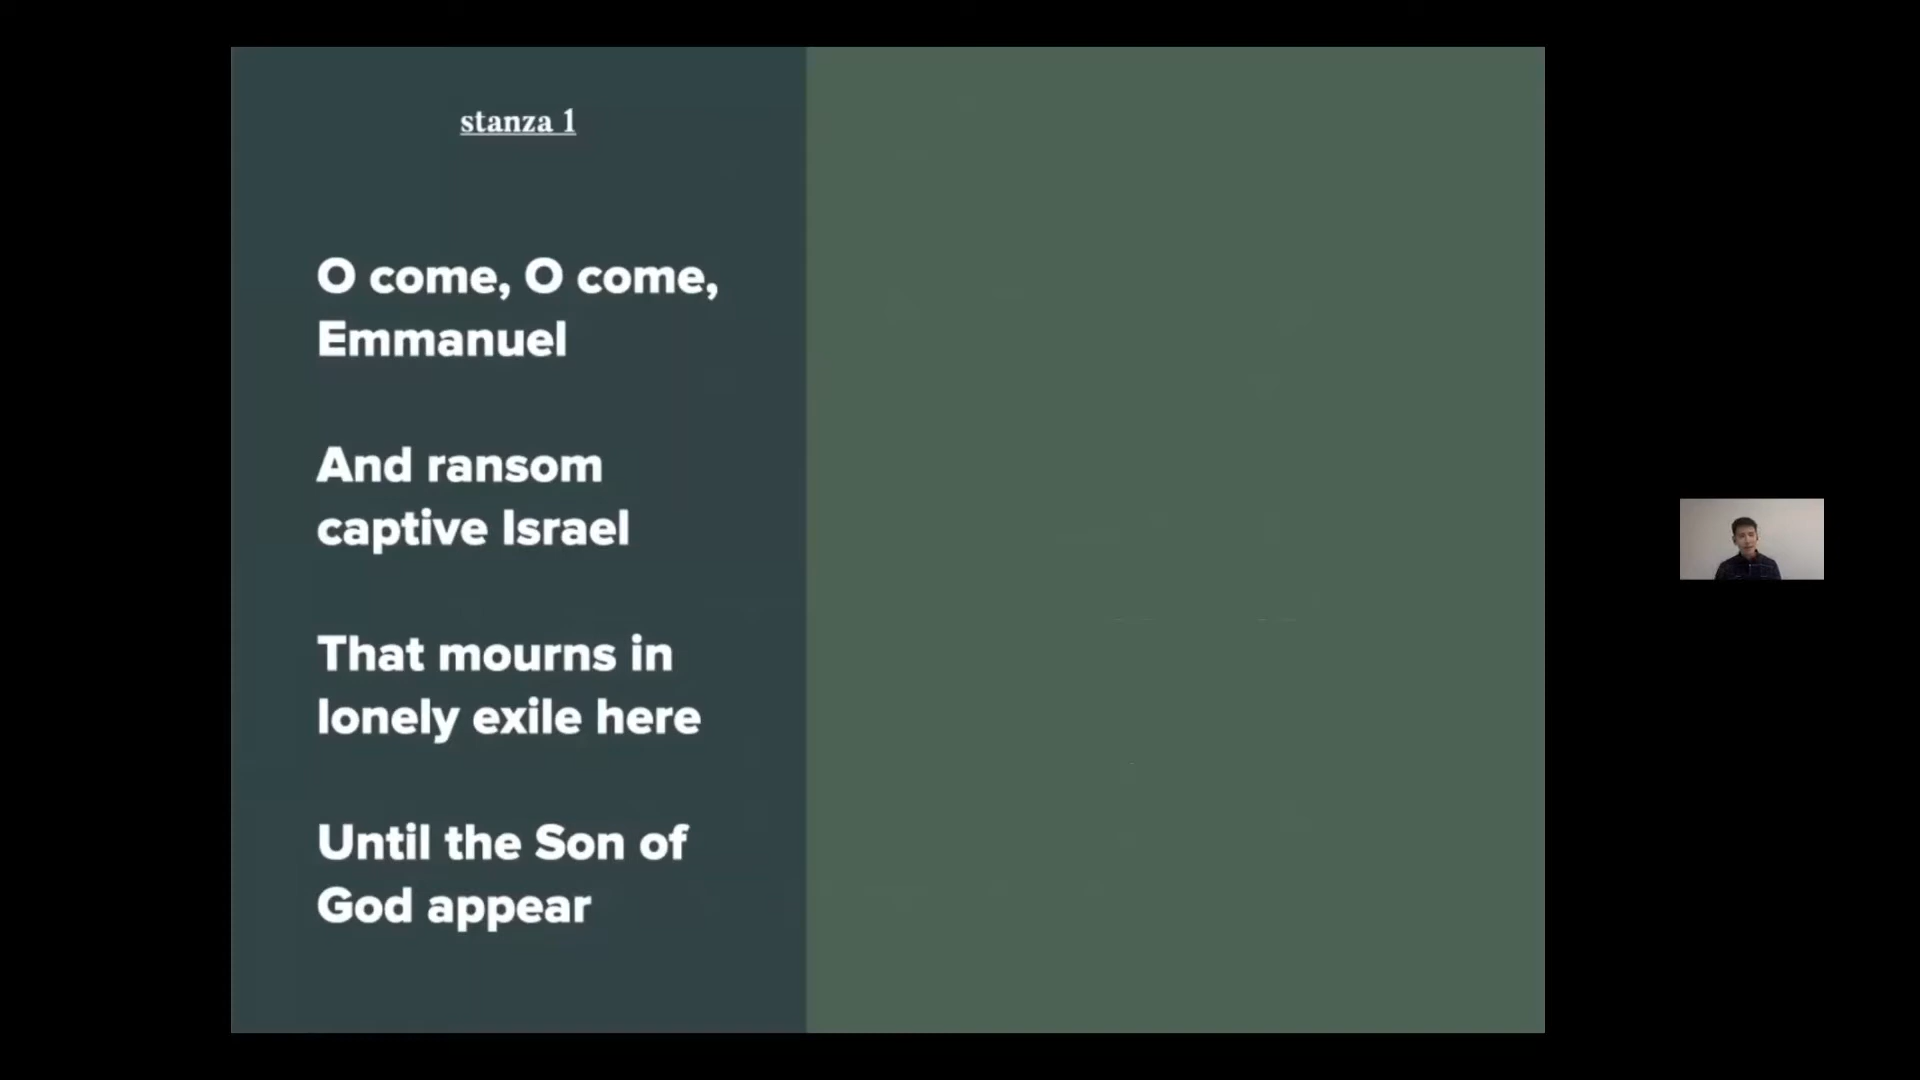 stanza 1
O come, O come,
Emmanuel
And ransom
captive Israel
That mourns in
lonely exile here
Until the Son of
God appear